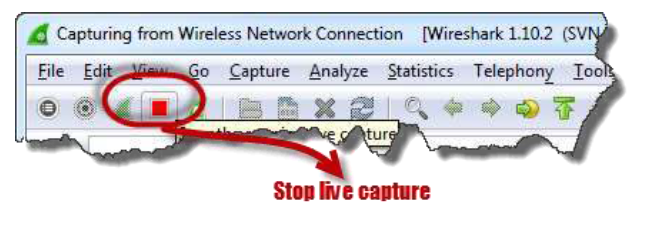 Capturing from Wireless Network Connection [Wireshark 1.10.2 (SVN
File Edit View Go Capture Analyze Statistics Telephony Tools
Stop live capture